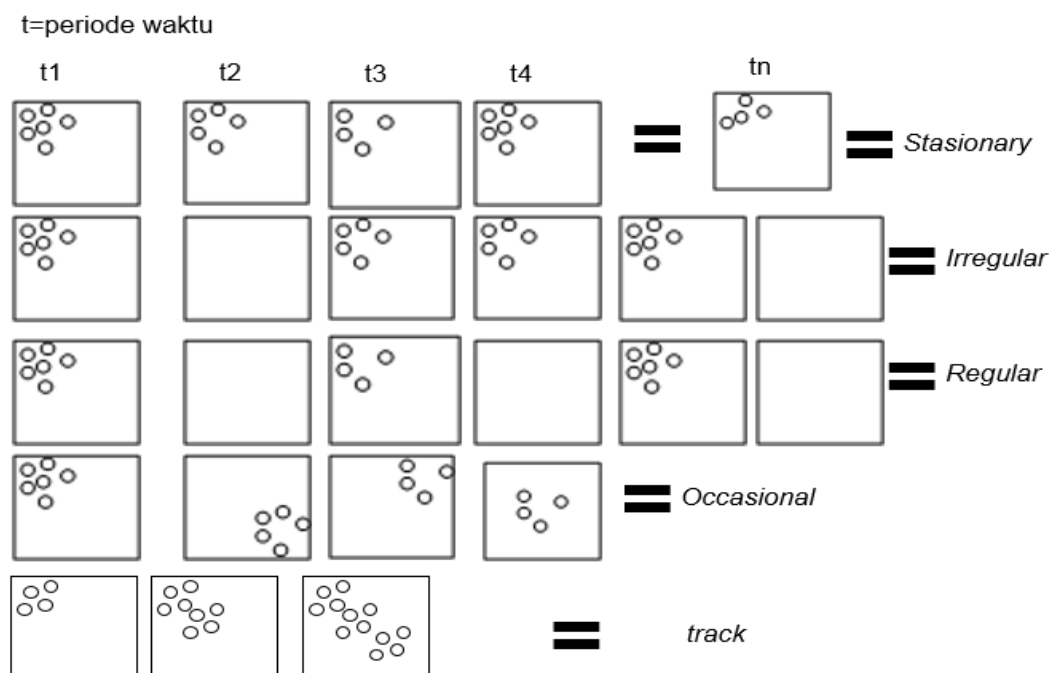 t=periode waktu
t1 t2 t3 t4 tn
Stasionary
Irregular
Regular
Occasional
track